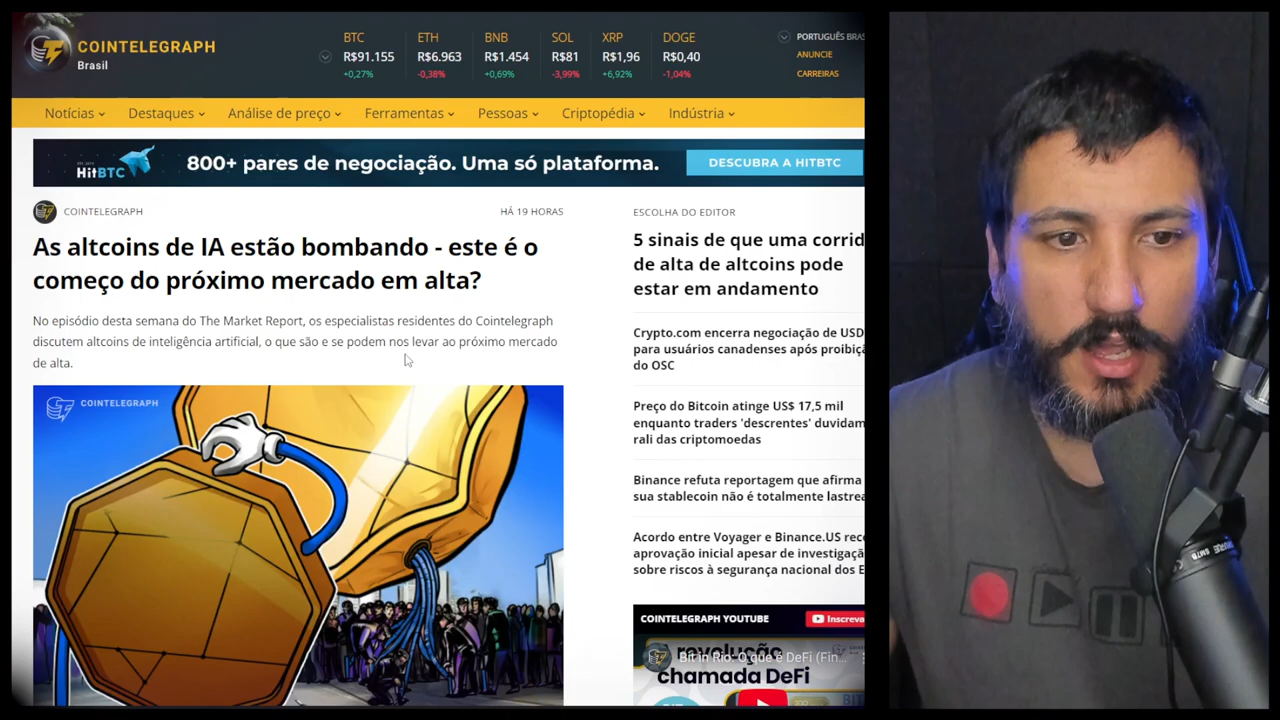 COINTELEGRAPH
Brasil
BTC ETH BNB SOL XRP DOGE
R$91.155 R$6.963 R$1.454 R$81 R$1,96 R$0,40
+0,27% -0,38% +0,69% -3,99% +6,92% -1,04%
PORTUGUÊS BRAS
ANUNCIE
CARREIRAS
Notícias Destaques Análise de preço Ferramentas Pessoas Criptopédia Indústria
HitBTC
800+ pares de negociação. Uma só plataforma.
DESCUBRA A HITBTC
COINTELEGRAPH HÁ 19 HORAS
As altcoins de IA estão bombando - este é o
começo do próximo mercado em alta?
No episódio desta semana do The Market Report, os especialistas residentes do Cointelegraph
discutem altcoins de inteligência artificial, o que são e se podem nos levar ao próximo mercado
de alta.
COINTELEGRAPH
ESCOLHA DO EDITOR
5 sinais de que uma corrid
de alta de altcoins pode
estar em andamento
Crypto.com encerra negociação de USD
para usuários canadenses após proibiçã
do OSC
Preço do Bitcoin atinge US$ 17,5 mil
enquanto traders 'descrentes' duvidam
rali das criptomoedas
Binance refuta reportagem que afirma
sua stablecoin não é totalmente lastrea
Acordo entre Voyager e Binance.US rece
aprovação inicial apesar de investigaçã
sobre riscos à segurança nacional dos E
COINTELEGRAPH YOUTUBE
Inscreva
revolução
Bit in Rio: O que é DeFi (Fin...
chamada DeFi
SM7B